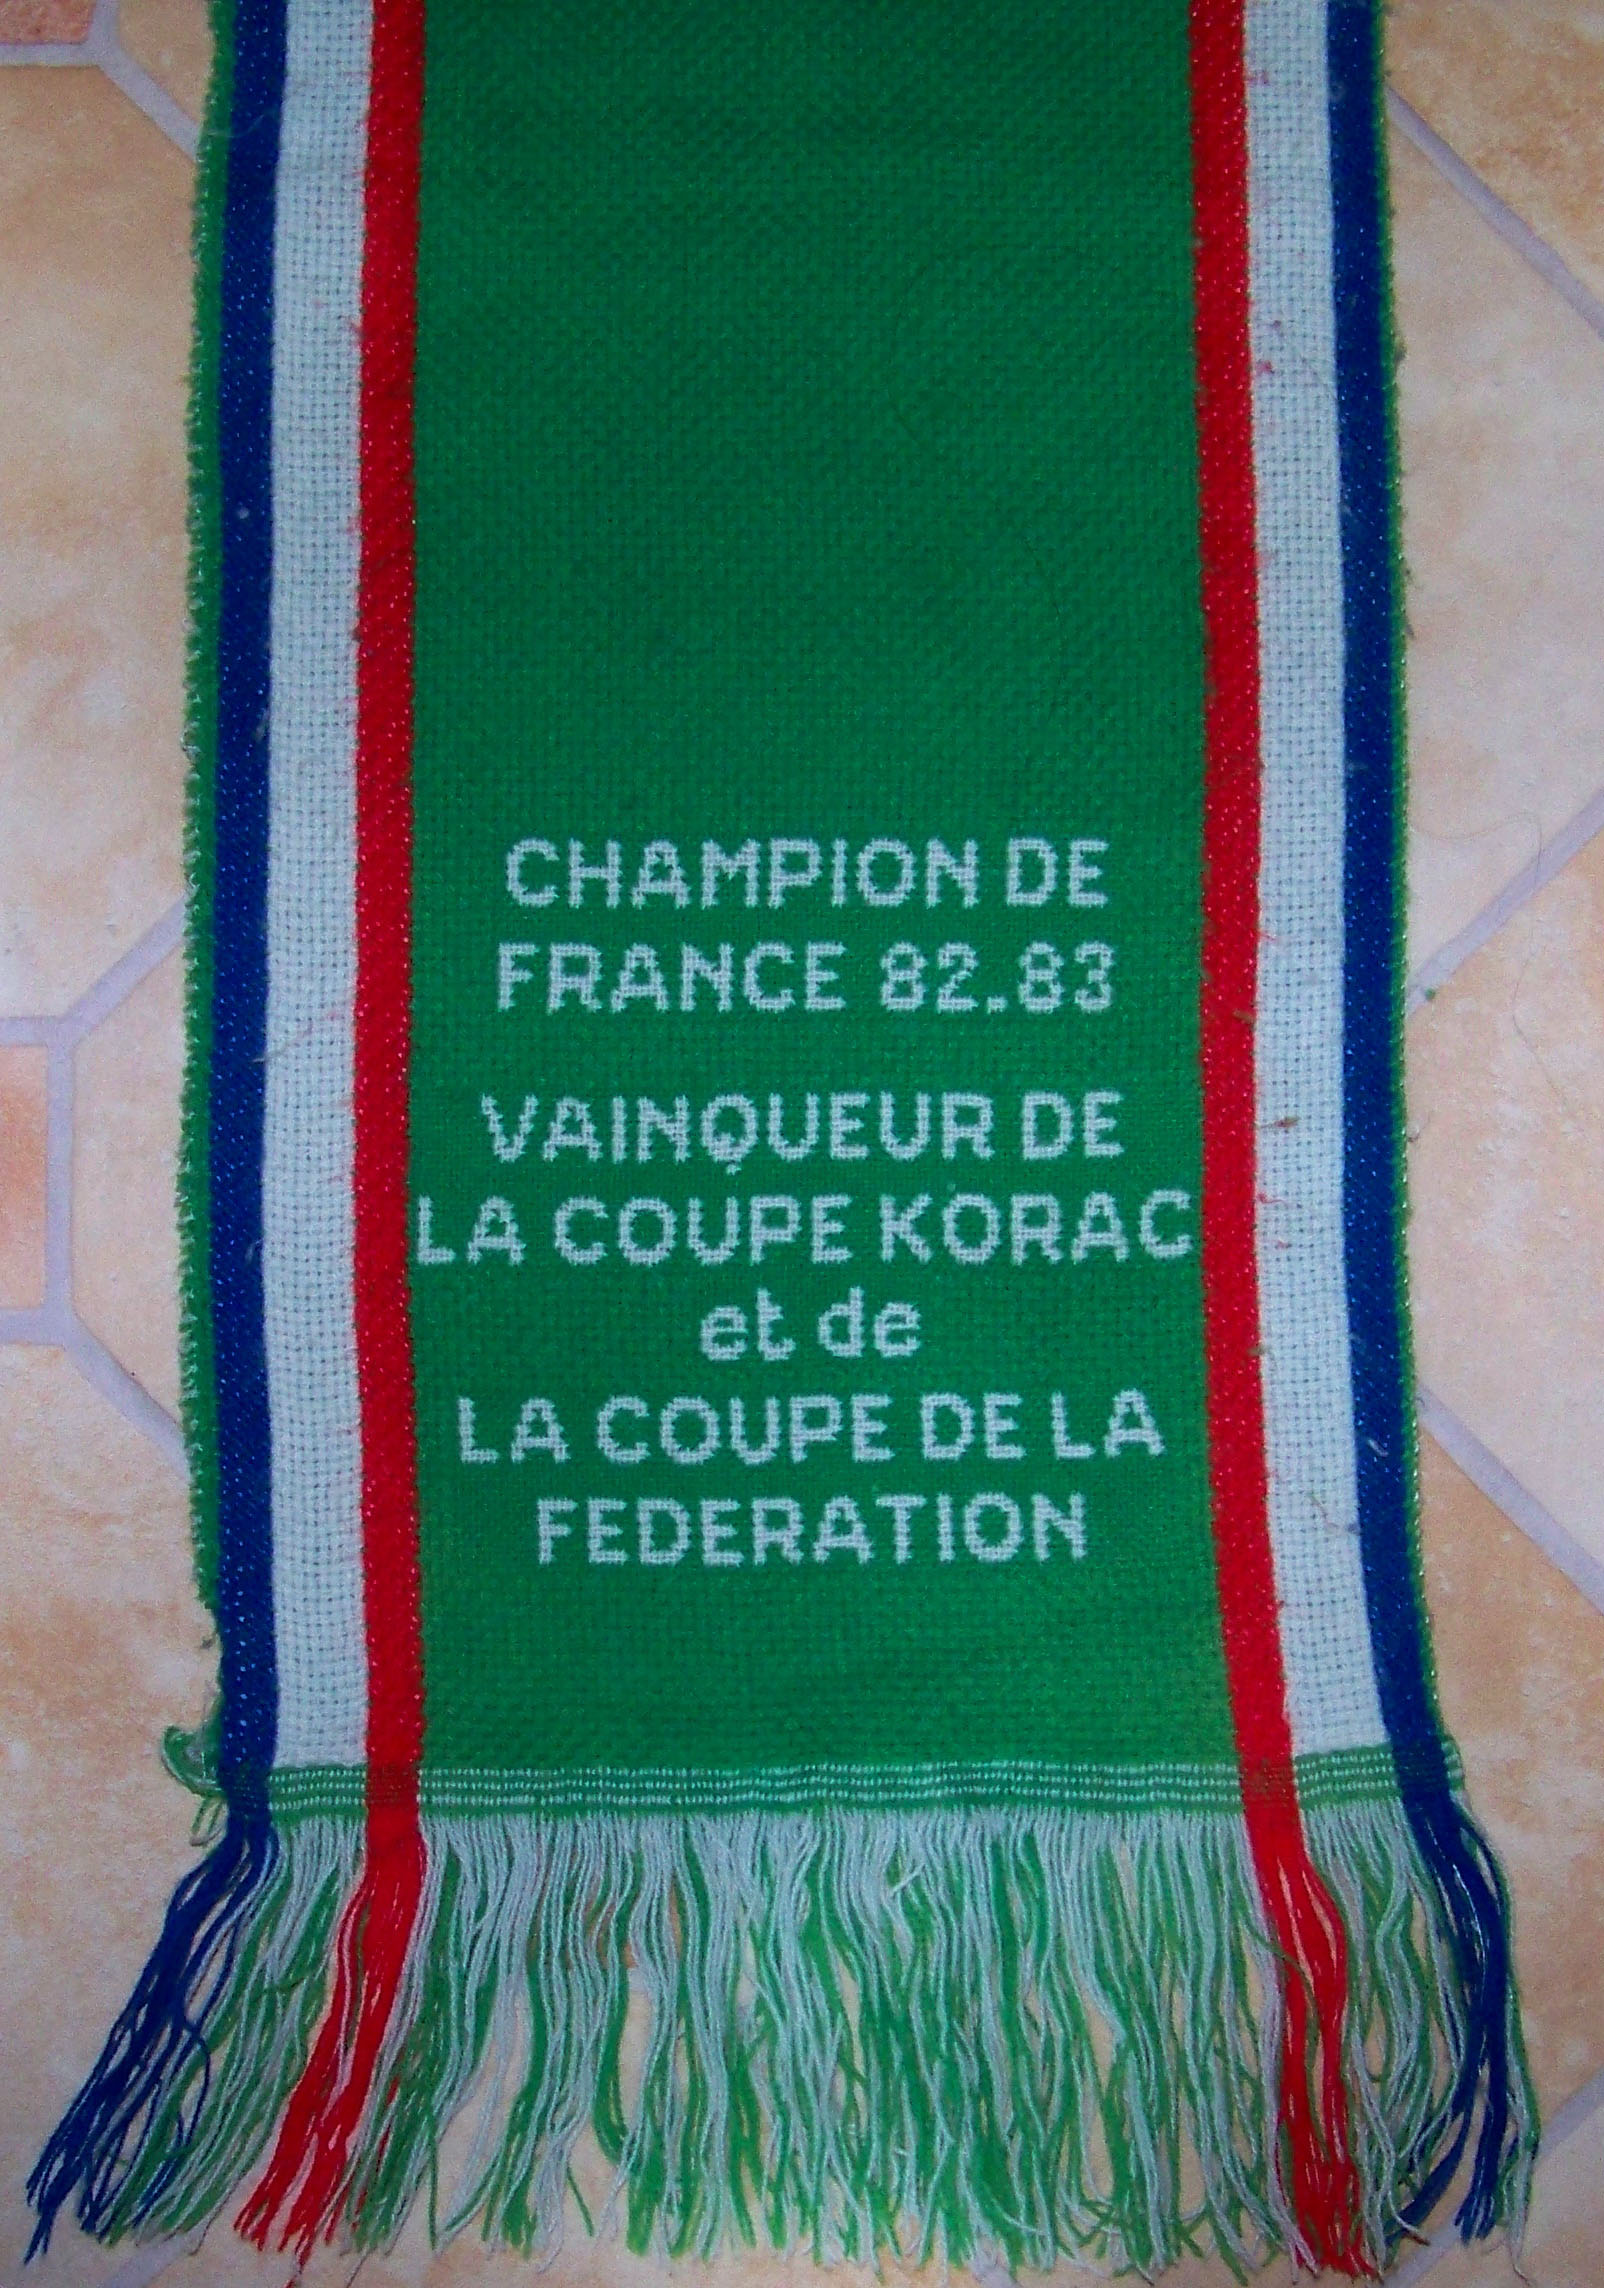 CHAMPION DE
FRANCE 82.83
VAINQUEUR DE
LA COUPE KORAC
et de
LA COUPE DE LA
FEDERATION